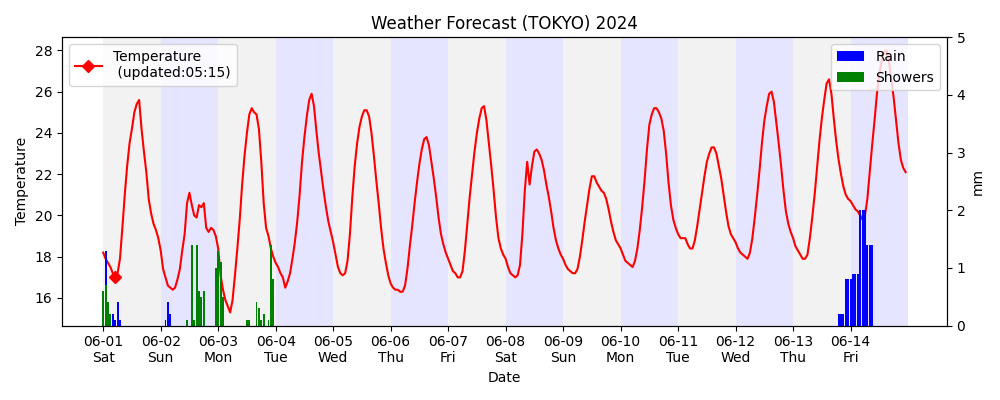 Weather Forecast (TOKYO) 2024
Temperature
(updated:05:15)
Rain
Showers
Temperature
28
26
24
22
20
18
16
5
4
3
2
1
0
mm
06-01 06-02 06-03 06-04 06-05 06-06 06-07 06-08 06-09 06-10 06-11 06-12 06-13 06-14
Sat Sun Mon Tue Wed Thu Fri Sat Sun Mon Tue Wed Thu Fri
Date